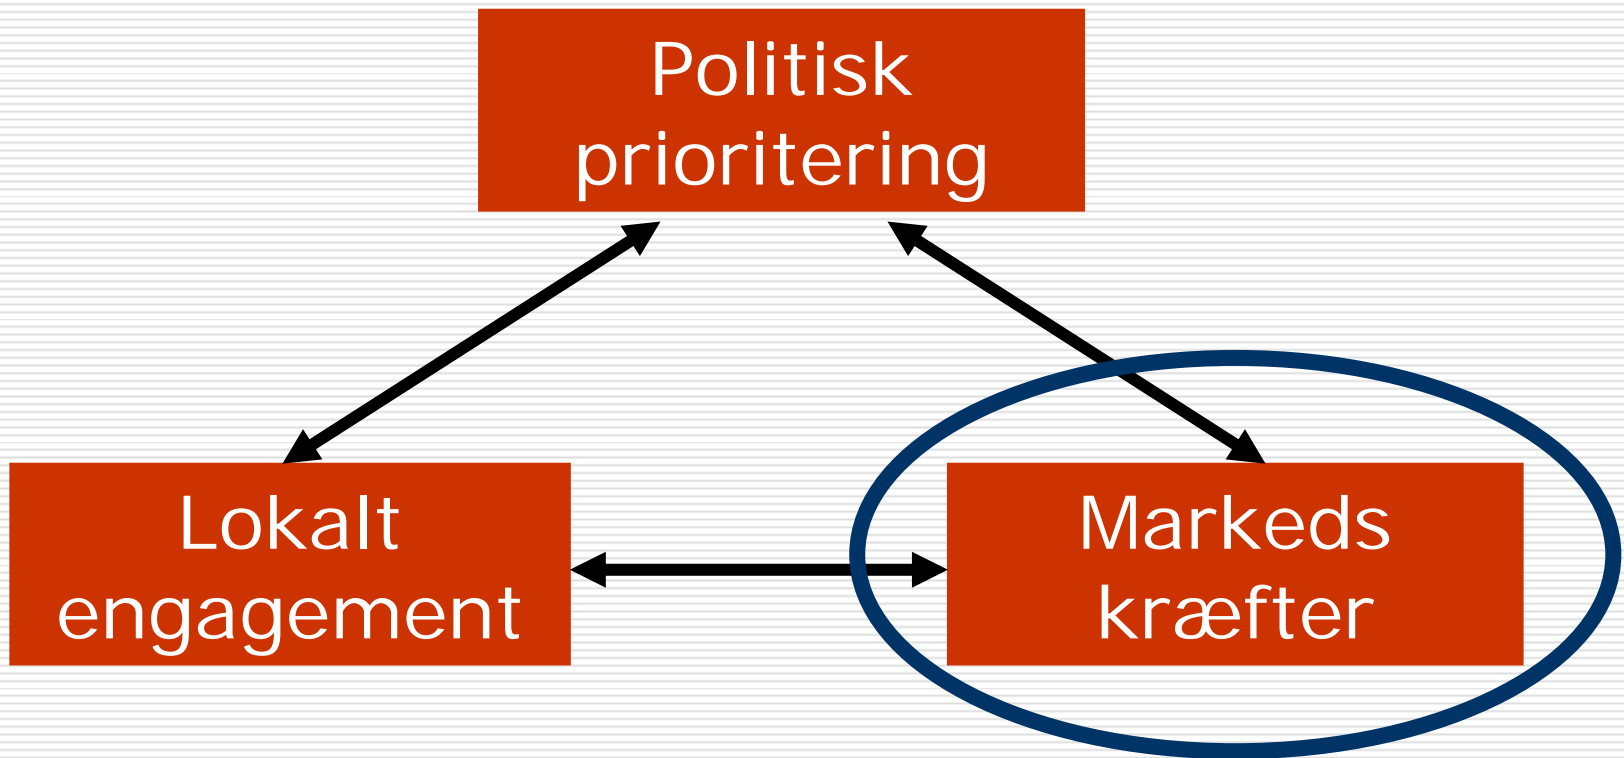 Politisk
prioritering
Lokalt
engagement
Markeds
kræfter